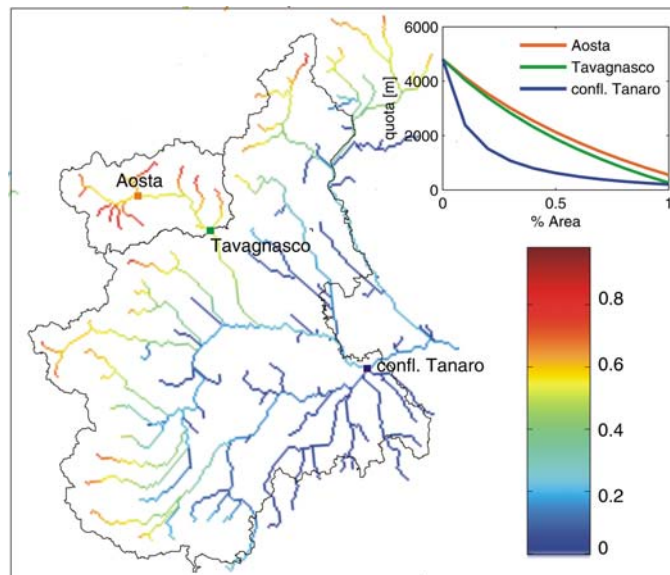 6000
4000
2000
0
quota [m]
Aosta
Tavagnasco
confl. Tanaro
0
0.5
1
% Area
Aosta
Tavagnasco
confl. Tanaro
0.8
0.6
0.4
0.2
0